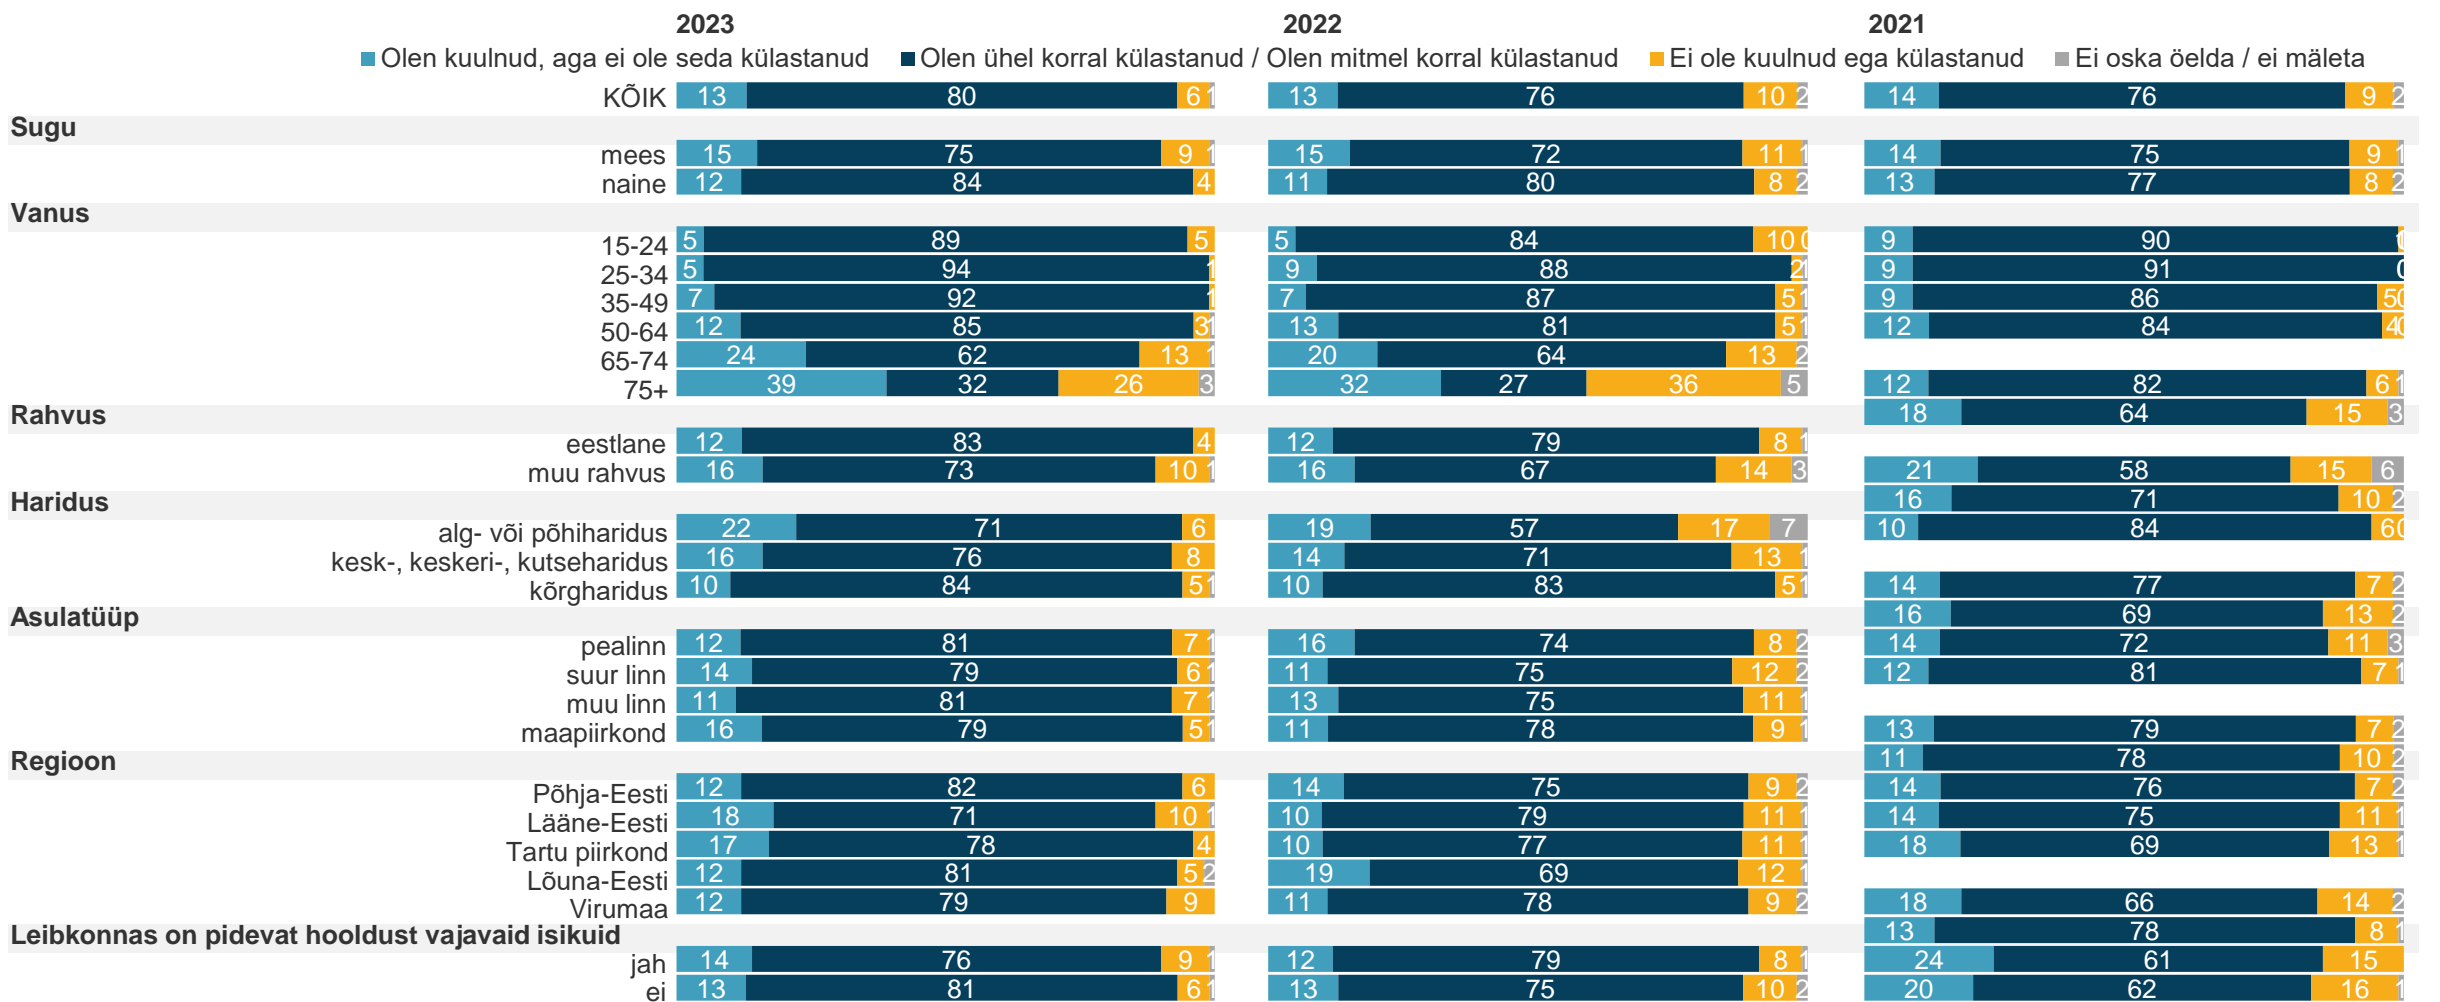 2023 2022 2021
Olen kuulnud, aga ei ole seda külastanud Olen ühel korral külastanud / Olen mitmel korral külastanud Ei ole kuulnud ega külastanud Ei oska öelda / ei mäleta
KÕIK 13 80 6 1 13 76 10 2 14 76 9 2
Sugu
mees 15 75 9 1 15 72 11 1 14 75 9 1
naine 12 84 4 11 80 8 2 13 77 8 2
Vanus
15-24 5 89 5 5 84 10 0 9 90
25-34 5 94 1 9 88 2 1 9 91 0
35-49 7 92 1 7 87 5 1 9 86 5 0
50-64 12 85 3 1 13 81 5 1 12 84 4 0
65-74 24 62 13 1 20 64 13 2
75+ 39 32 26 3 32 27 36 5 12 82 6 1
Rahvus 18 64 15 3
eestlane 12 83 4 12 79 8 1
muu rahvus 16 73 10 1 16 67 14 3 21 58 15 6
Haridus 16 71 10 2
alg- või põhiharidus 22 71 6 19 57 17 7 10 84 6 0
kesk-, keskeri-, kutseharidus 16 76 8 14 71 13 1
kõrgharidus 10 84 5 1 10 83 5 1 14 77 7 2
Asulatüüp 16 69 13 2
pealinn 12 81 7 1 16 74 8 2 14 72 11 3
suur linn 14 79 6 1 11 75 12 2 12 81 7 1
muu linn 11 81 7 1 13 75 11 1
maapiirkond 16 79 5 1 11 78 9 1 13 79 7 2
Regioon 11 78 10 2
Põhja-Eesti 12 82 6 14 75 9 2 14 76 7 2
Lääne-Eesti 18 71 10 1 10 79 11 1 14 75 11 1
Tartu piirkond 17 78 4 10 77 11 1 18 69 13 1
Lõuna-Eesti 12 81 5 2 19 69 12 1
Virumaa 12 79 9 11 78 9 2 18 66 14 2
Leibkonnas on pidevat hooldust vajavaid isikuid 13 78 8 1
jah 14 76 9 1 12 79 8 1 24 61 15
ei 13 81 6 1 13 75 10 2 20 62 16 1